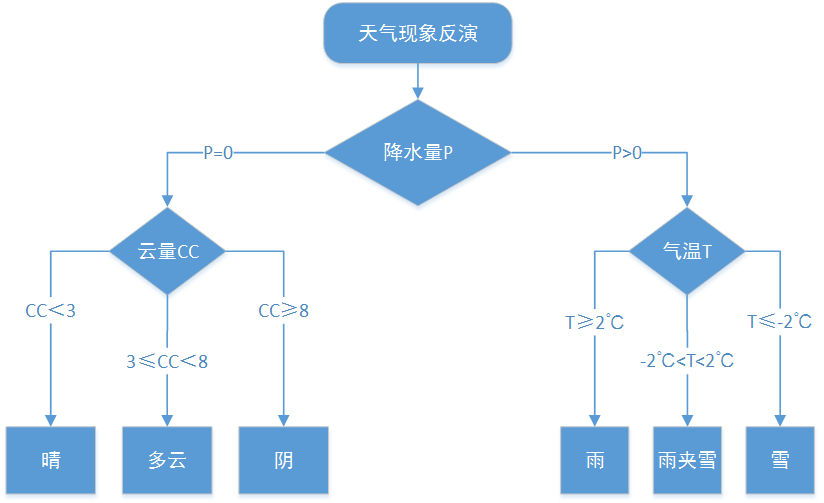 天气现象反演
降水量P
P=0
P>0
云量CC
气温T
CC＜3
3≤CC＜8
CC≥8
T≥2℃
-2℃<T<2℃
T≤-2℃
晴
多云
阴
雨
雨夹雪
雪